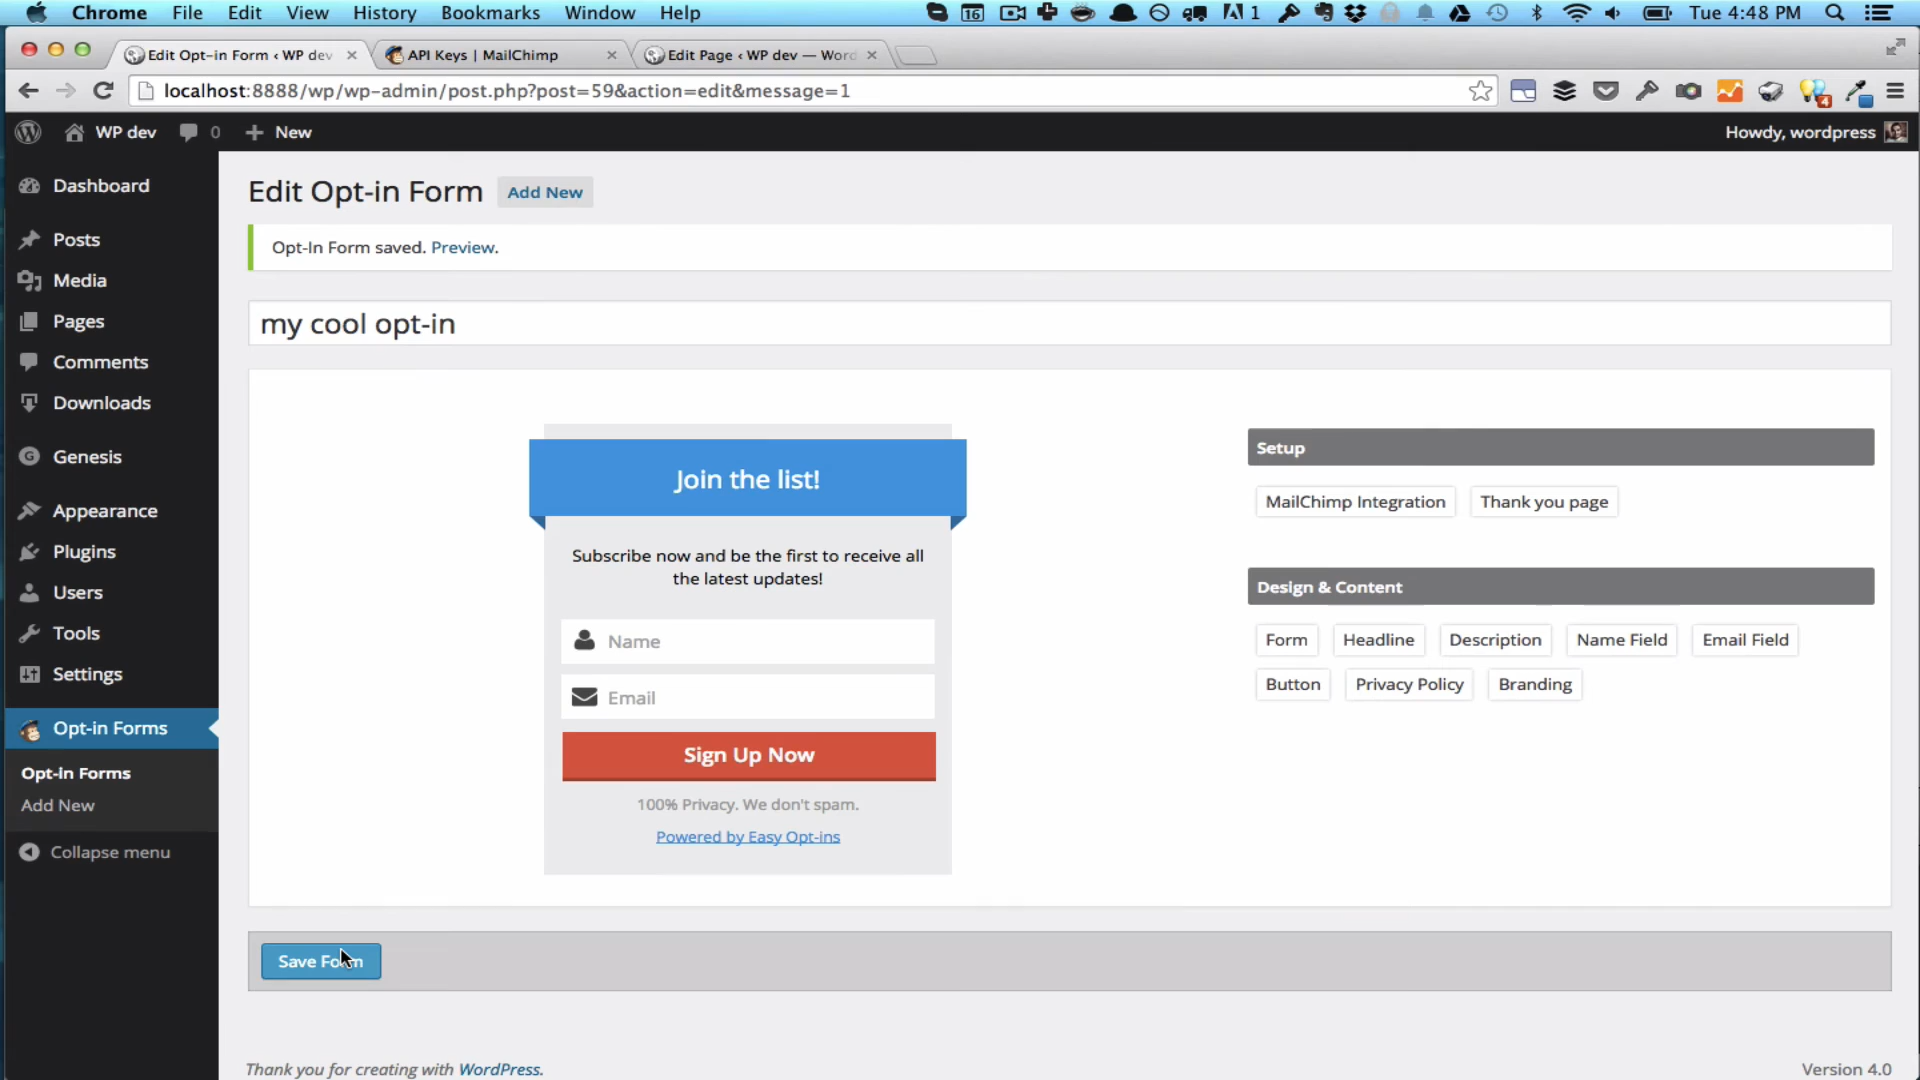 Chrome File Edit View History Bookmarks Window Help 16 1 Tue 4:48 PM
Edit Opt-in Form ‹ WP dev API Keys | MailChimp Edit Page ‹ WP dev — Word
localhost:8888/wp/wp-admin/post.php?post=59&action=edit&message=1 4
WP dev 0 New Howdy, wordpress
Dashboard
Posts
Media
Pages
Comments
Downloads
Genesis
Appearance
Plugins
Users
Tools
Settings
Opt-in Forms
Opt-in Forms
Add New
Collapse menu
Edit Opt-in Form Add New
Opt-In Form saved. Preview.
my cool opt-in
Join the list!
Subscribe now and be the first to receive all
the latest updates!
Name
Email
Sign Up Now
100% Privacy. We don't spam.
Powered by Easy Opt-ins
Setup
MailChimp Integration Thank you page
Design & Content
Form Headline Description Name Field Email Field
Button Privacy Policy Branding
Save Form
Thank you for creating with WordPress. Version 4.0